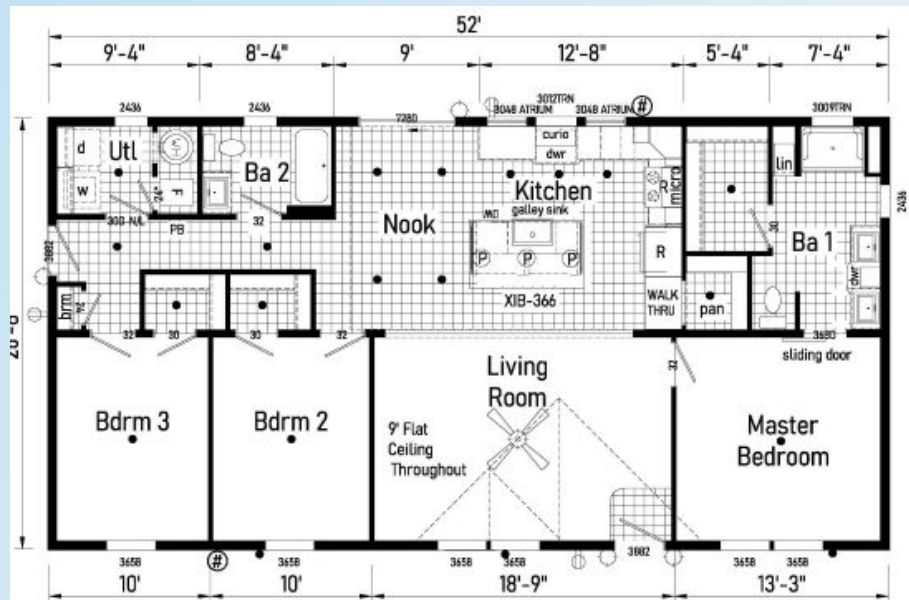 52'
9'-4" 8'-4" 9' 12'-8" 5'-4" 7'-4"
2436 2436 7280 3048 ATRIUM 3012TRN 3048 ATRIUM # 3009TRN
d Utl
w F 24"
Ba 2
curio
dwr
Kitchen
galley sink
DW
R micro
lin
2436
Nook
308 N/L 32
PB
P P P
R
30
Ba 1
dwr
3882
XIB-366
WALK
THRU
pan
brm 24
32 30 30 32
3680
sliding door
Bdrm 3
Bdrm 2
Living
Room
9' Flat
Ceiling
Throughout
32
Master
Bedroom
3658 # 3658 3658 3658 3882 3658 3658
10' 10' 18'-9" 13'-3"